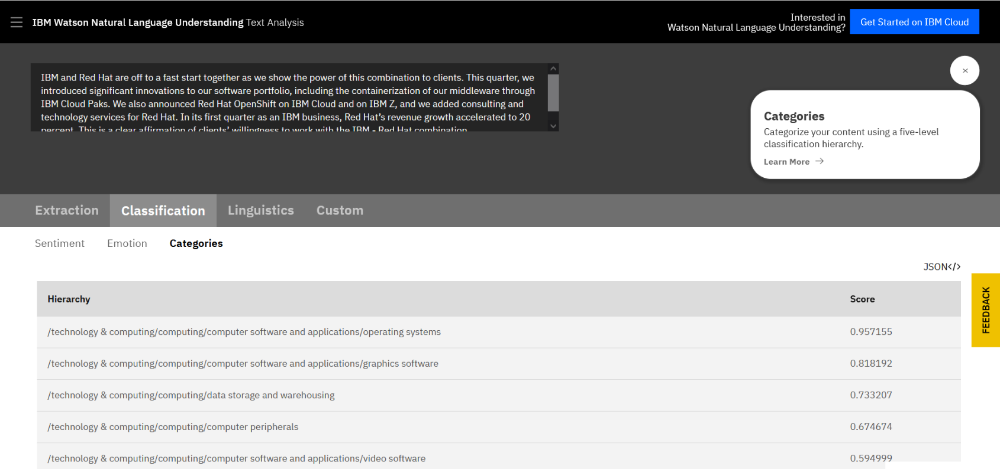 IBM Watson Natural Language Understanding Text Analysis
Interested in
Watson Natural Language Understanding?
Get Started on IBM Cloud
IBM and Red Hat are off to a fast start together as we show the power of this combination to clients. This quarter, we
introduced significant innovations to our software portfolio, including the containerization of our middleware through
IBM Cloud Paks. We also announced Red Hat OpenShift on IBM Cloud and on IBM Z, and we added consulting and
technology services for Red Hat. In its first quarter as an IBM business, Red Hat’s revenue growth accelerated to 20
percent. This is a clear affirmation of clients’ willingness to work with the IBM - Red Hat combination.
×
Categories
Categorize your content using a five-level
classification hierarchy.
Learn More →
Extraction Classification Linguistics Custom
Sentiment Emotion Categories
JSON</>
FEEDBACK
Hierarchy Score
/technology & computing/computing/computer software and applications/operating systems 0.957155
/technology & computing/computing/computer software and applications/graphics software 0.818192
/technology & computing/computing/data storage and warehousing 0.733207
/technology & computing/computing/computer peripherals 0.674674
/technology & computing/computing/computer software and applications/video software 0.594999